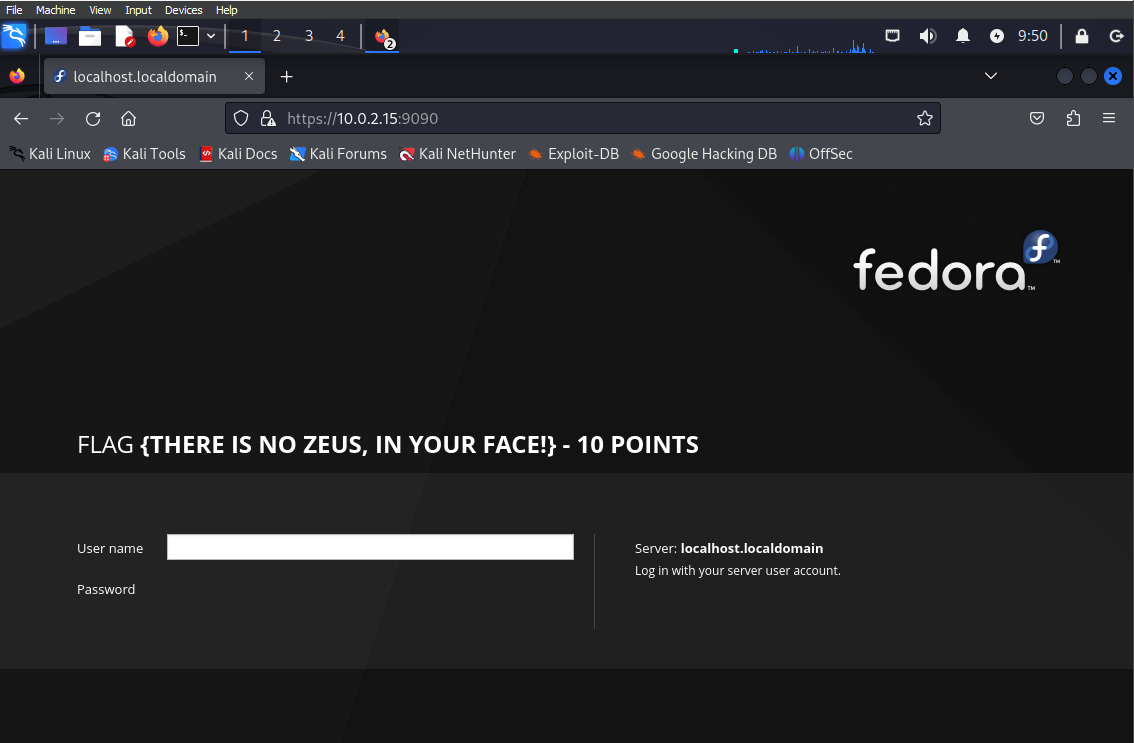 File Machine View Input Devices Help
1 2 3 4 2 9:50
localhost.localdomain
https://10.0.2.15:9090
Kali Linux Kali Tools Kali Docs Kali Forums Kali NetHunter Exploit-DB Google Hacking DB OffSec
fedora™
FLAG {THERE IS NO ZEUS, IN YOUR FACE!} - 10 POINTS
User name
Password
Server: localhost.localdomain
Log in with your server user account.